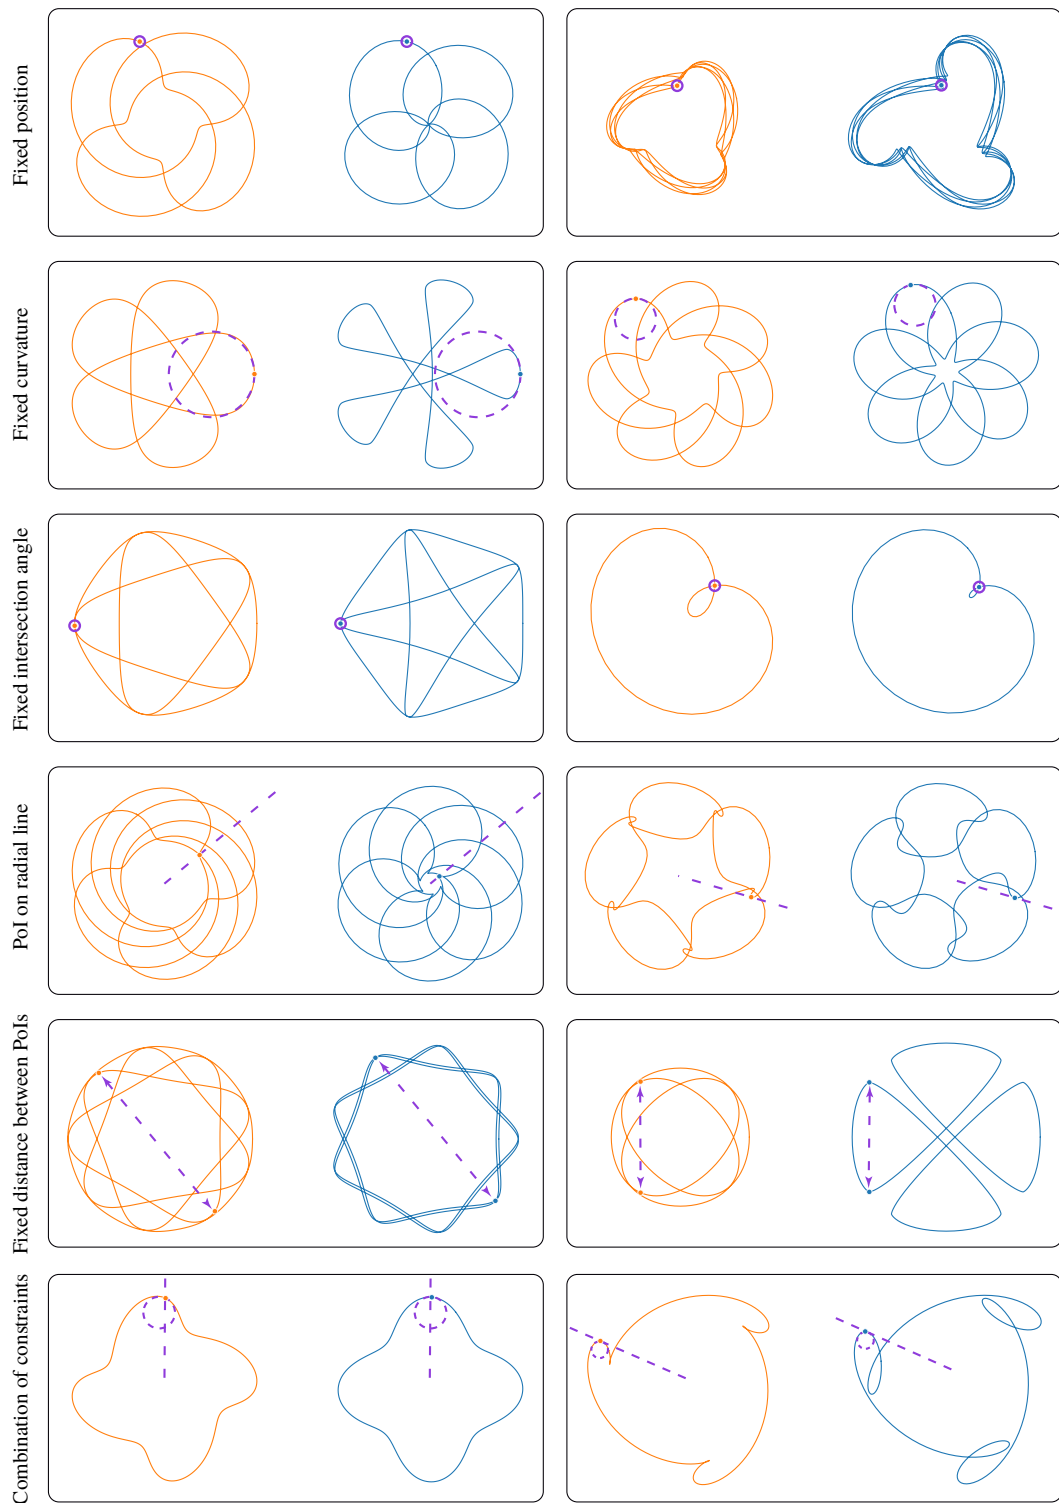 Fixed position
Fixed curvature
Fixed intersection angle
PoI on radial line
Fixed distance between PoIs
Combination of constraints